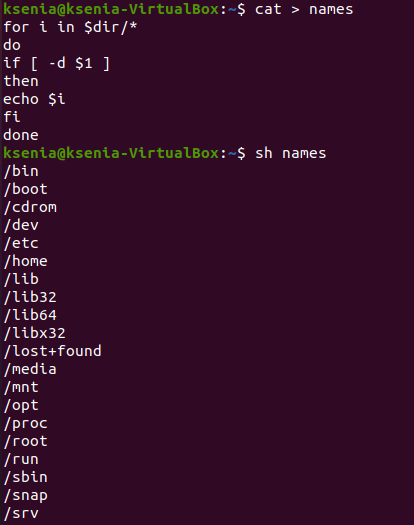 ksenia@ksenia-VirtualBox:~$ cat > names
for i in $dir/*
do
if [ -d $1 ]
then
echo $i
fi
done
ksenia@ksenia-VirtualBox:~$ sh names
/bin
/boot
/cdrom
/dev
/etc
/home
/lib
/lib32
/lib64
/libx32
/lost+found
/media
/mnt
/opt
/proc
/root
/run
/sbin
/snap
/srv